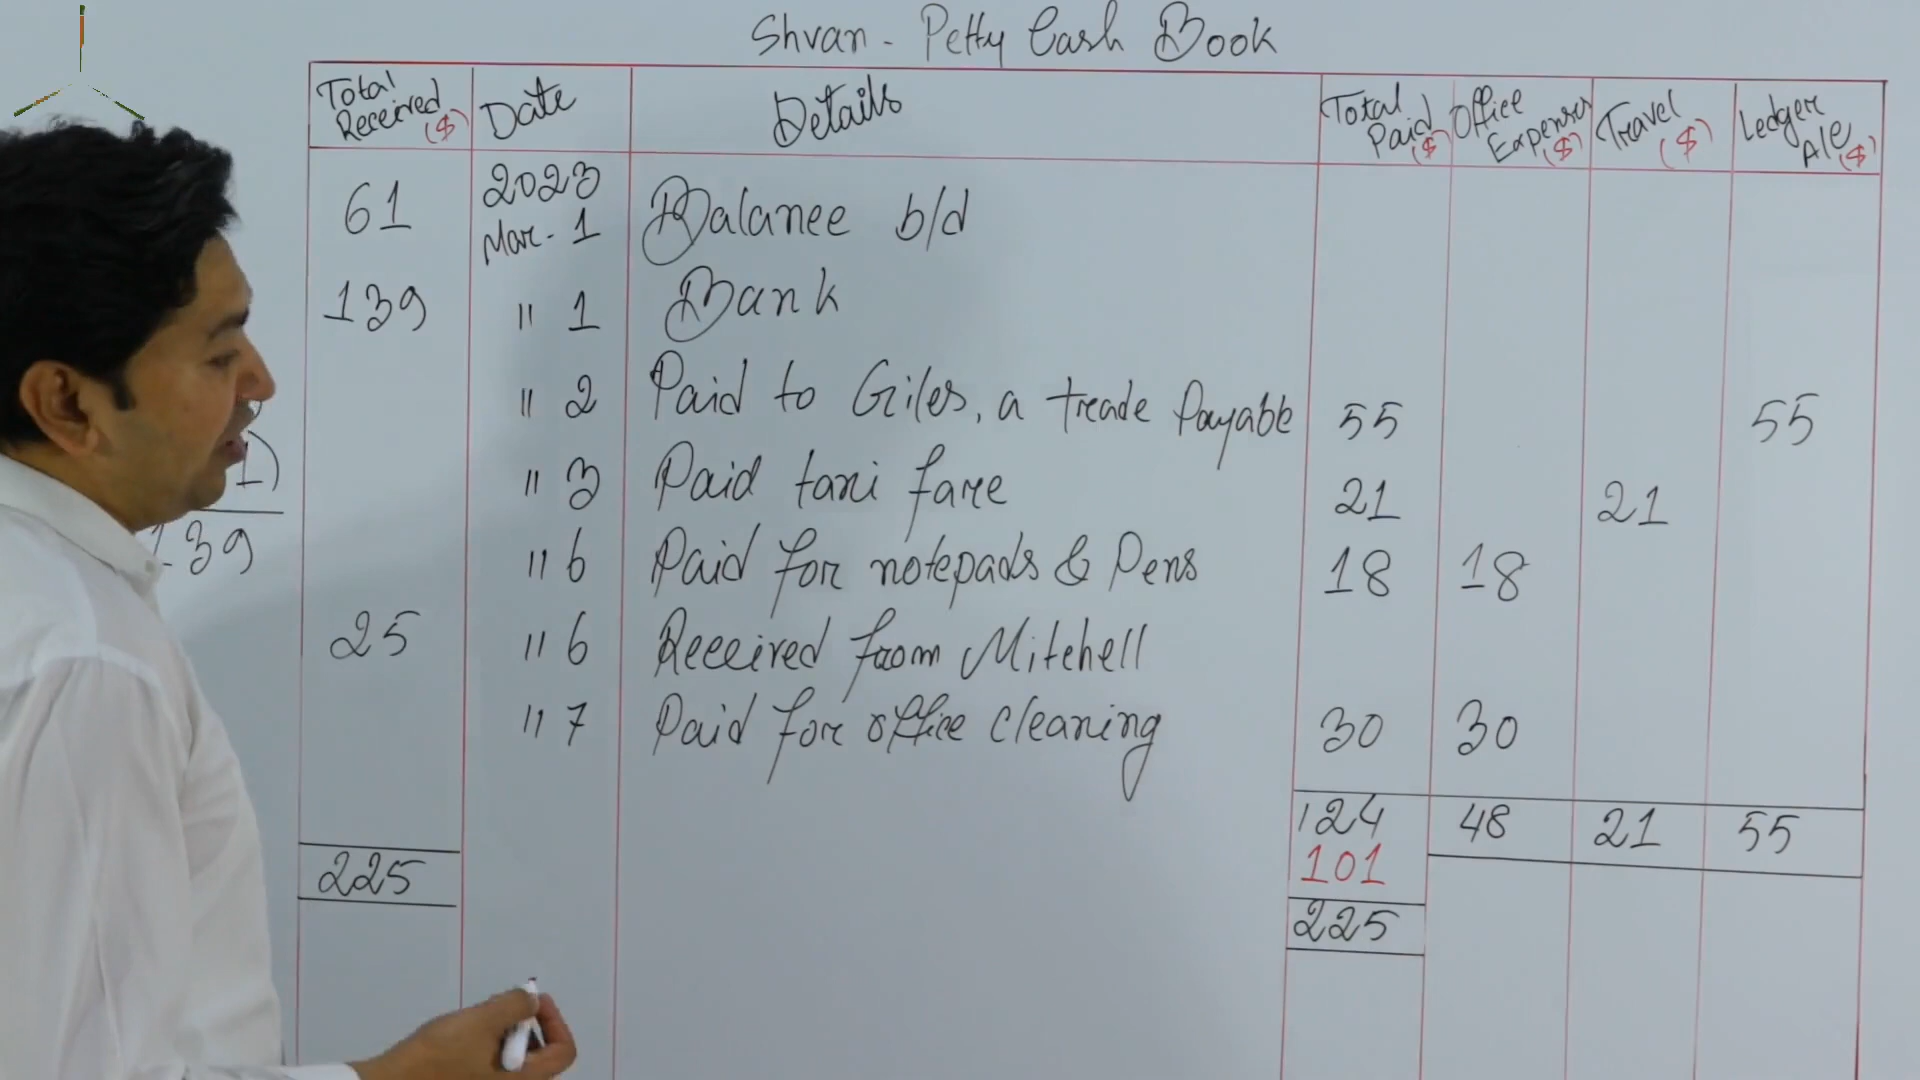 Shvan - Petty Cash Book
Total Received ($) Date Details Total Paid ($) Office Expenses ($) Travel ($) Ledger A/C ($)
61 2023 Mar. 1 Balance b/d
139 " 1 Bank
" 2 Paid to Giles, a trade Payable 55 55
" 3 Paid taxi fare 21 21
" 6 Paid for notepads & Pens 18 18
25 " 6 Received from Mitchell
" 7 Paid for office cleaning 30 30
124 48 21 55
101
225 225
1)
139